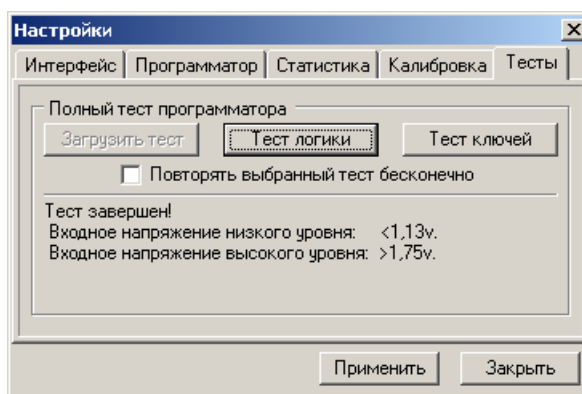 Настройки
Интерфейс Программатор Статистика Калибровка Тесты
Полный тест программатора
Загрузить тест Тест логики Тест ключей
Повторять выбранный тест бесконечно
Тест завершен!
Входное напряжение низкого уровня: <1,13v.
Входное напряжение высокого уровня: >1,75v.
Применить Закрыть